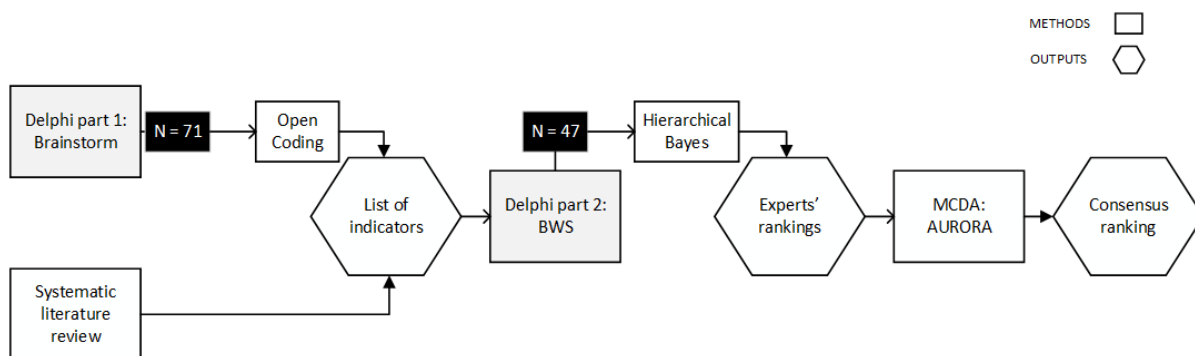 METHODS
OUTPUTS
Delphi part 1:
Brainstorm
N = 71
Open
Coding
List of
indicators
Systematic
literature
review
Delphi part 2:
BWS
N = 47
Hierarchical
Bayes
Experts’
rankings
MCDA:
AURORA
Consensus
ranking